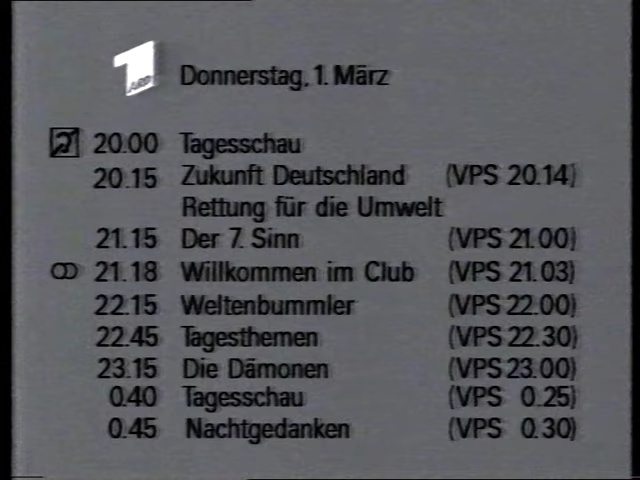 1 ARD Donnerstag, 1. März
20.00 Tagesschau
20.15 Zukunft Deutschland (VPS 20.14)
Rettung für die Umwelt
21.15 Der 7. Sinn (VPS 21.00)
21.18 Willkommen im Club (VPS 21.03)
22.15 Weltenbummler (VPS 22.00)
22.45 Tagesthemen (VPS 22.30)
23.15 Die Dämonen (VPS 23.00)
0.40 Tagesschau (VPS 0.25)
0.45 Nachtgedanken (VPS 0.30)